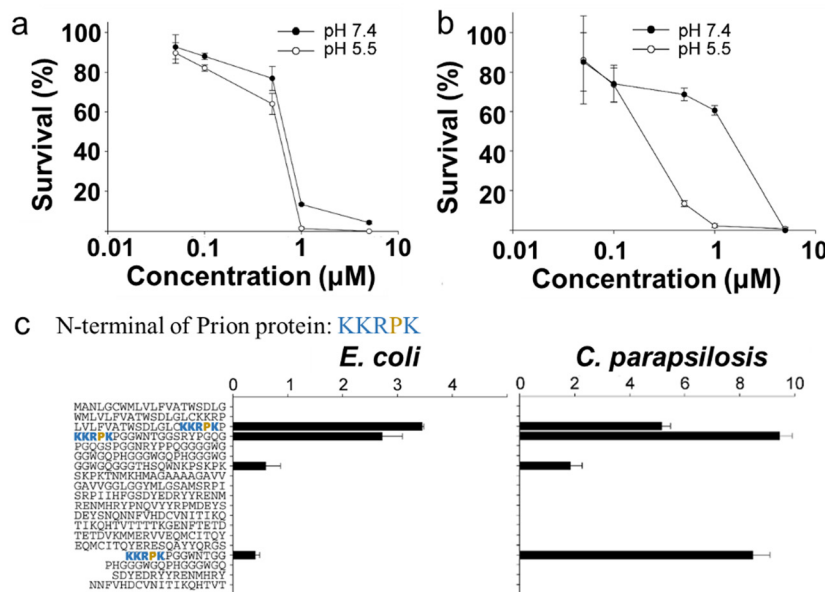 a
pH 7.4
pH 5.5
Survival (%)
100
80
60
40
20
0.01
0.1
1
10
Concentration (µM)
b
pH 7.4
pH 5.5
Survival (%)
100
80
60
40
20
0.01
0.1
1
10
Concentration (µM)
c N-terminal of Prion protein: KKRPK
E. coli
0 1 2 3 4
C. parapsilosis
0 2 4 6 8 10
MANLGCWMLVLFVATWSDLG
WMLVLFVATWSDLGLCKKRP
LVLFVATWSDLGLCKKRPKP
KKRPKPGGWNTGGSRYPGQG
PGQGSPGGNRYPPQGGGGWG
GGWGQPHGGGWGQPHGGGWG
GGWGQGGGTHSQWNKPSKPK
SKPKTNMKHMAGAAAAGAVV
GAVVGGLGGYMLGSAMSRPI
SRPIIHFGSDYEDRYYRENM
RENMHRYPNQVYYRPMDEYS
DEYSNQNNFVHDCVNITIKQ
TIKQHTVTTTTKGENFTETD
TETDVKMMERVVEQMCITQY
EQMCITQYERESQAYYQRGS
KKRPKPGGWNTGG
PHGGGWGQPHGGGWGQ
SDYEDRYYRENMHRY
NNFVHDCVNITIKQHTVT